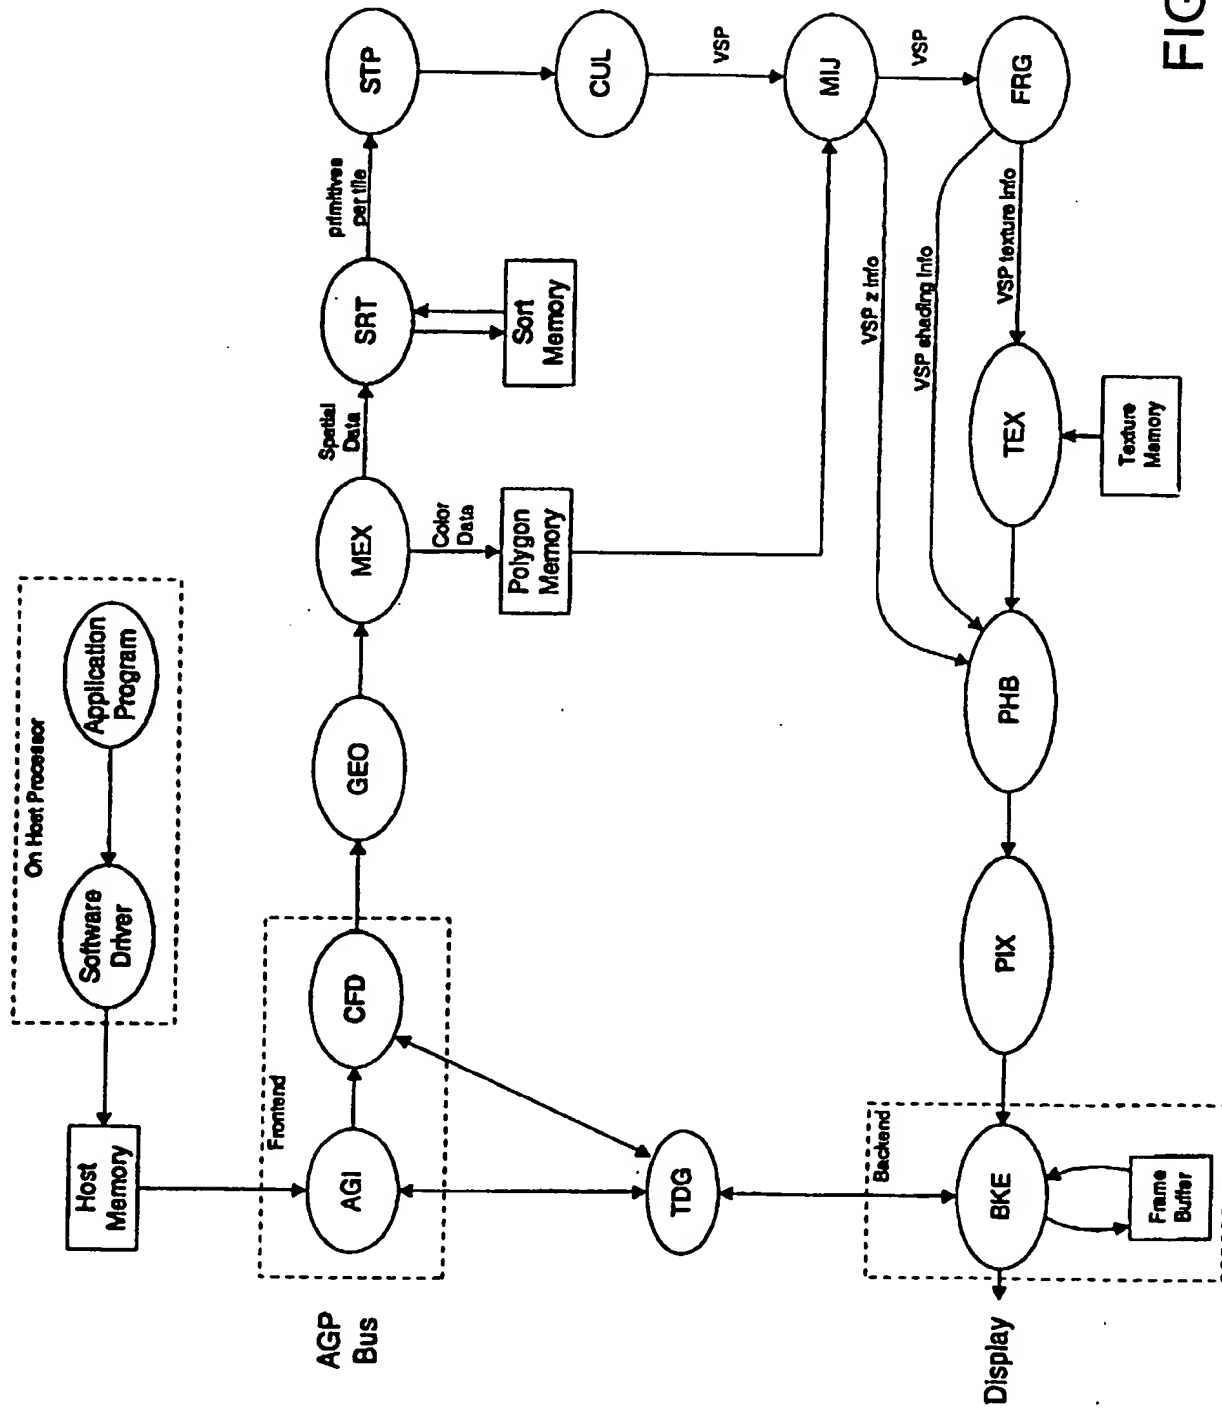 FIG
On Host Processor
Application
Program
Software
Driver
Host
Memory
AGP
Bus
Frontend
AGI
CFD
GEO
MEX
Spatial
Data
Color
Data
Polygon
Memory
SRT
Sort
Memory
primitives
per tile
STP
CUL
VSP
MIJ
VSP
FRG
VSP z info
VSP shading info
VSP texture info
TEX
Texture
Memory
PHB
PIX
TDG
Backend
BKE
Frame
Buffer
Display